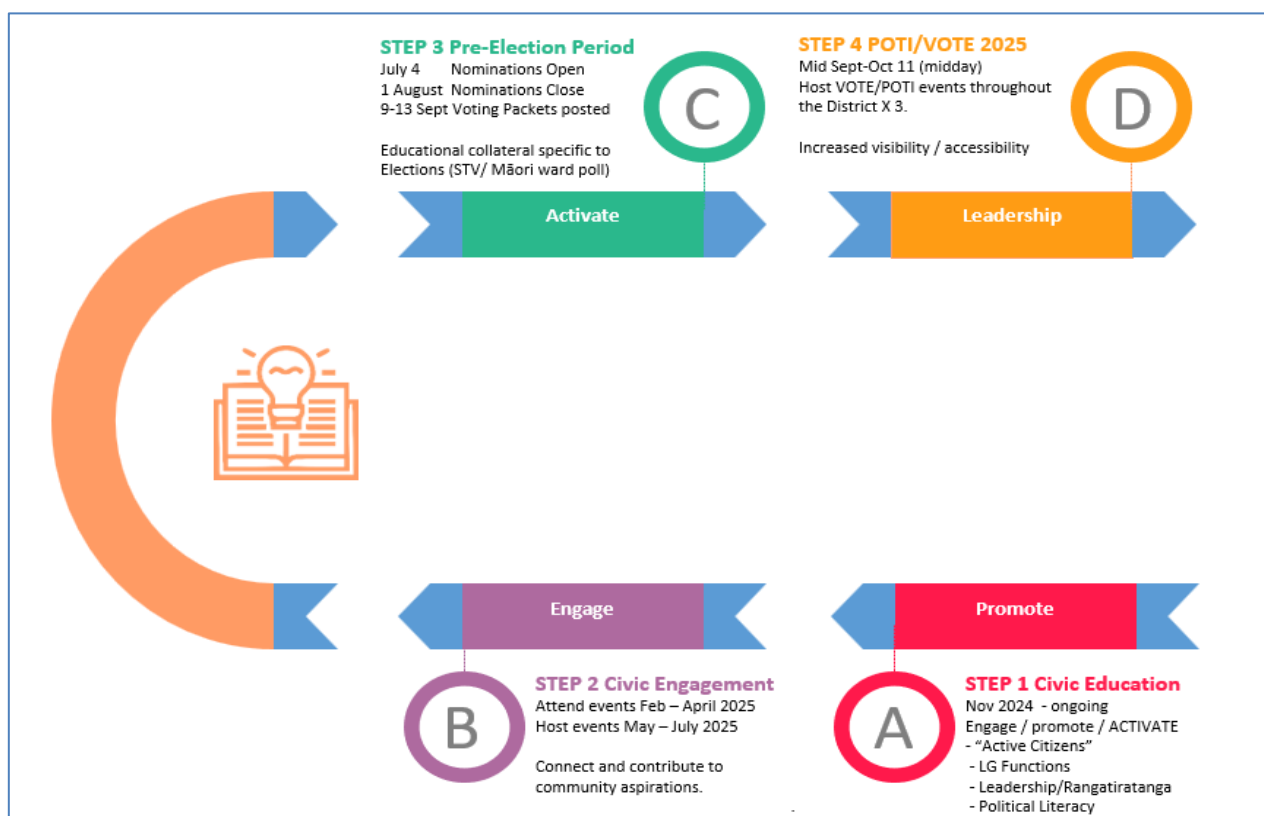 STEP 3 Pre-Election Period
July 4 Nominations Open
1 August Nominations Close
9-13 Sept Voting Packets posted
Educational collateral specific to
Elections (STV/ Māori ward poll)
C
Activate
STEP 4 POTI/VOTE 2025
Mid Sept-Oct 11 (midday)
Host VOTE/POTI events throughout
the District X 3.
Increased visibility / accessibility
D
Leadership
Engage
B
STEP 2 Civic Engagement
Attend events Feb – April 2025
Host events May – July 2025
Connect and contribute to
community aspirations.
Promote
A
STEP 1 Civic Education
Nov 2024 - ongoing
Engage / promote / ACTIVATE
- “Active Citizens”
- LG Functions
- Leadership/Rangatiratanga
- Political Literacy